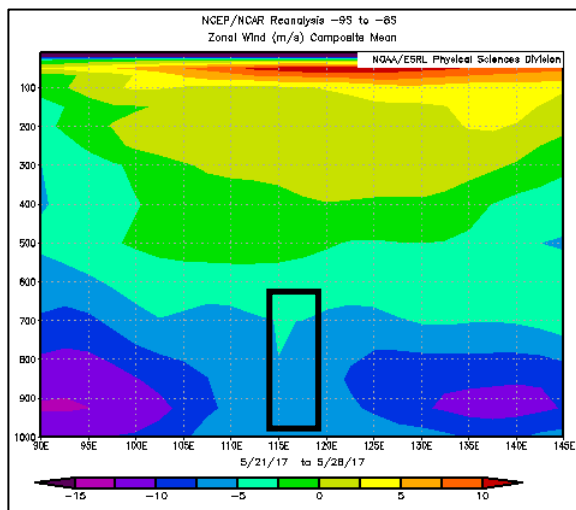 NCEP/NCAR Reanalysis -9S to -8S
Zonal Wind (m/s) Composite Mean
NOAA/ESRL Physical Sciences Division
100
200
300
400
500
600
700
800
900
1000
90E 95E 100E 105E 110E 115E 120E 125E 130E 135E 140E 145E
5/21/17 to 5/28/17
-15 -10 -5 0 5 10